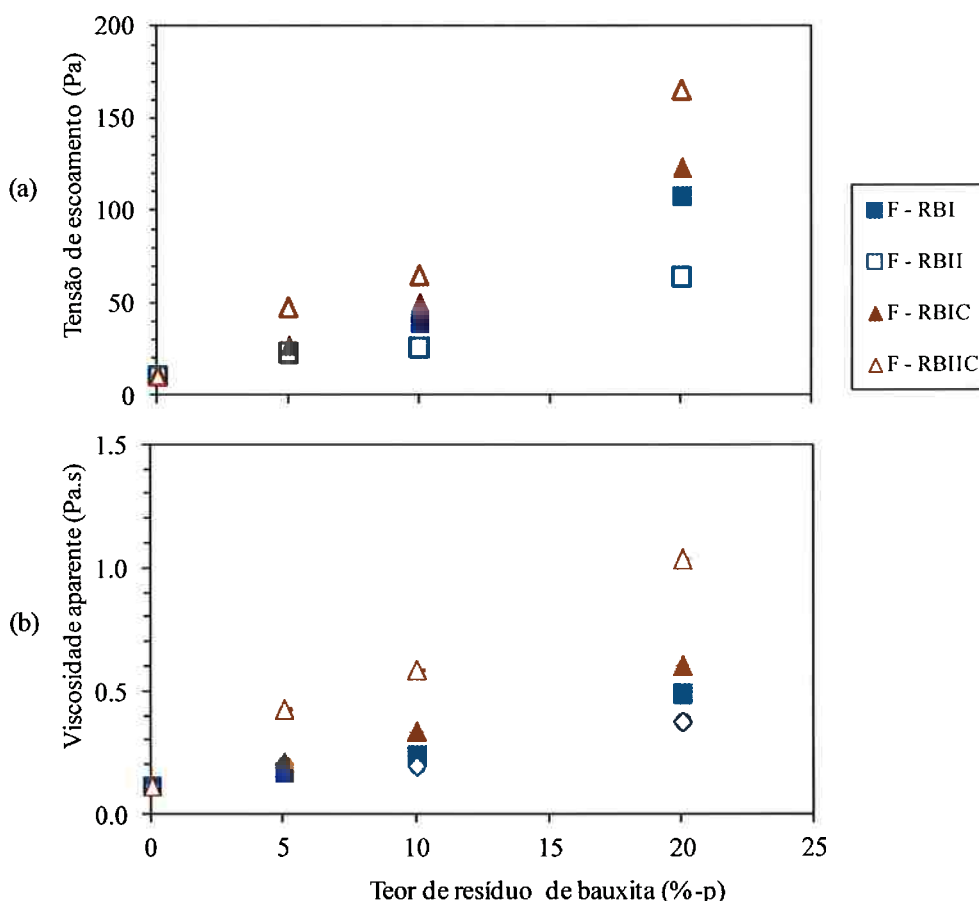 (a)
Tensão de escoamento (Pa)
200
150
100
50
0
F - RBI
F - RBII
F - RBIC
F - RBIIC
(b)
Viscosidade aparente (Pa.s)
1.5
1.0
0.5
0.0
0 5 10 15 20 25
Teor de resíduo de bauxita (%-p)